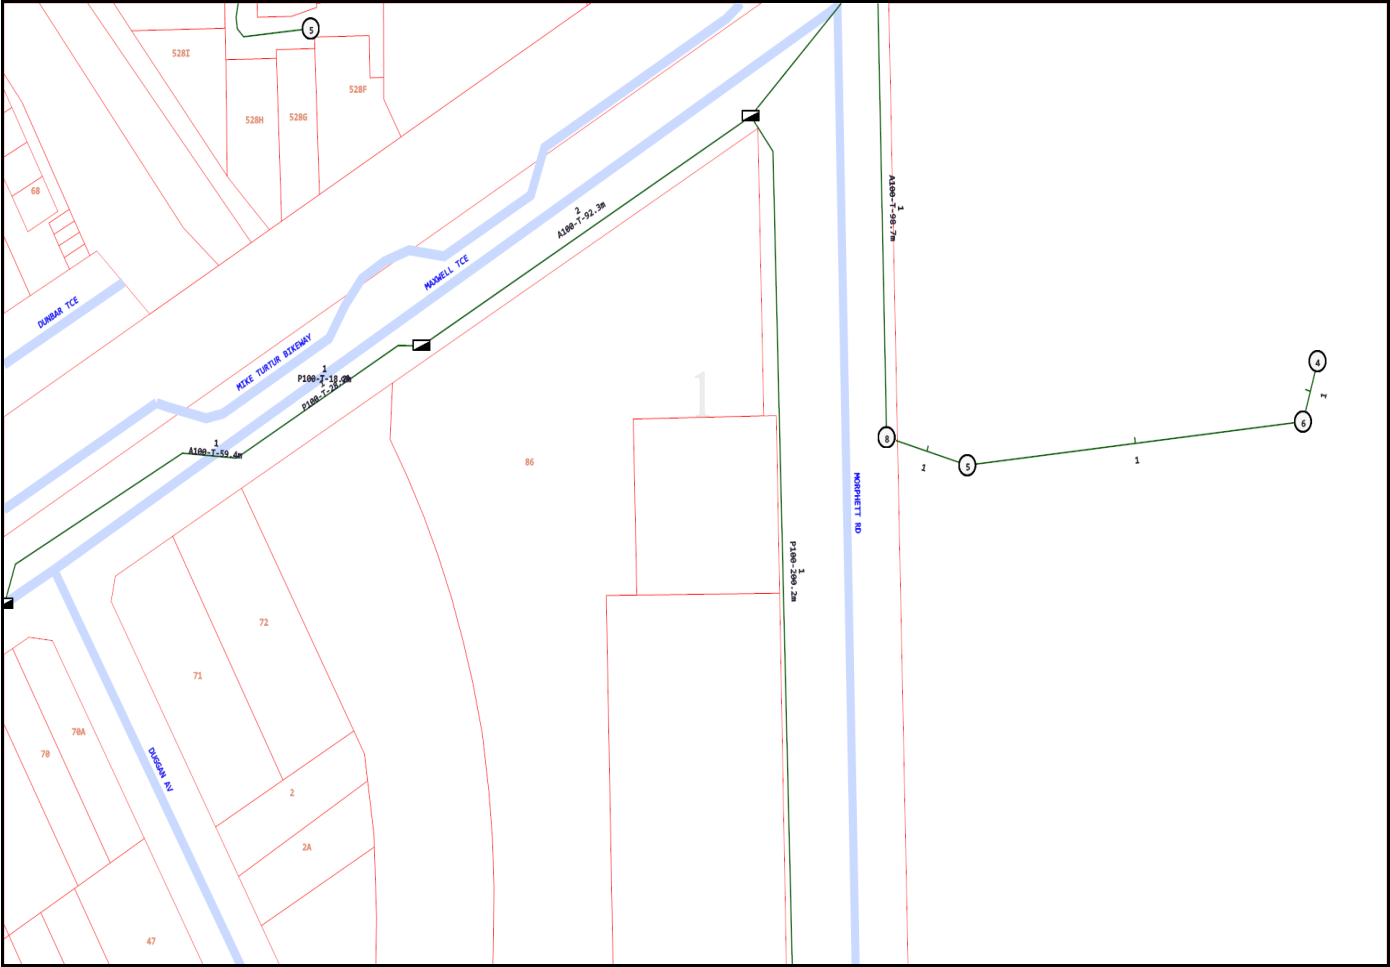 5
528I
528F
528H
528G
68
DUNBAR TCE
MIKE TURTUR BIKEWAY
MAXWELL TCE
2
A100-T-92.3m
1
A100-T-98.7m
1
P100-T-18.
1
A100-T-59.4m
1
86
4
1
6
8
1
5
1
MORPHETT RD
1
P100-200.2m
72
71
70A
70
DUGGAN AV
2
2A
47